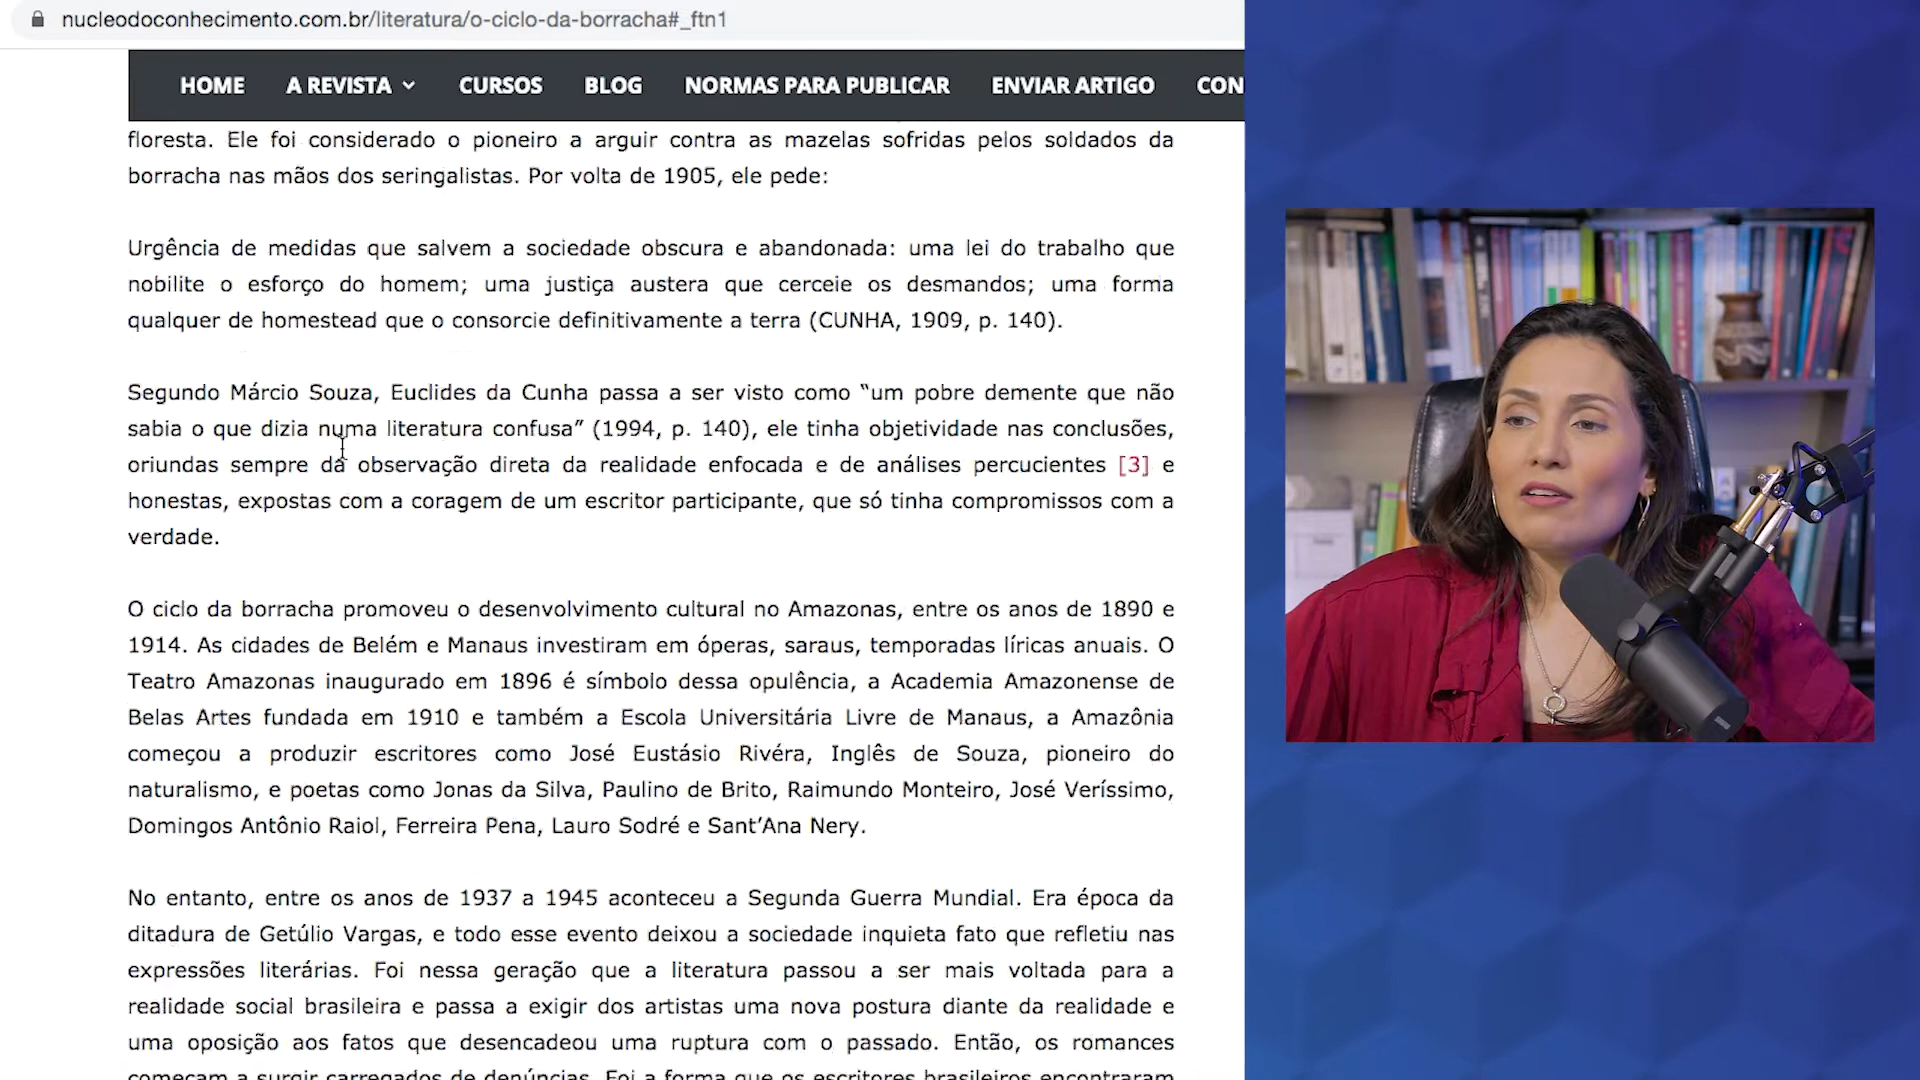 nucleodoconhecimento.com.br/literatura/o-ciclo-da-borracha#_ftn1
HOME A REVISTA CURSOS BLOG NORMAS PARA PUBLICAR ENVIAR ARTIGO CON
floresta. Ele foi considerado o pioneiro a arguir contra as mazelas sofridas pelos soldados da
borracha nas mãos dos seringalistas. Por volta de 1905, ele pede:
Urgência de medidas que salvem a sociedade obscura e abandonada: uma lei do trabalho que
nobilite o esforço do homem; uma justiça austera que cerceie os desmandos; uma forma
qualquer de homestead que o consorcie definitivamente a terra (CUNHA, 1909, p. 140).
Segundo Márcio Souza, Euclides da Cunha passa a ser visto como “um pobre demente que não
sabia o que dizia numa literatura confusa” (1994, p. 140), ele tinha objetividade nas conclusões,
oriundas sempre da observação direta da realidade enfocada e de análises percucientes [3] e
honestas, expostas com a coragem de um escritor participante, que só tinha compromissos com a
verdade.
O ciclo da borracha promoveu o desenvolvimento cultural no Amazonas, entre os anos de 1890 e
1914. As cidades de Belém e Manaus investiram em óperas, saraus, temporadas líricas anuais. O
Teatro Amazonas inaugurado em 1896 é símbolo dessa opulência, a Academia Amazonense de
Belas Artes fundada em 1910 e também a Escola Universitária Livre de Manaus, a Amazônia
começou a produzir escritores como José Eustásio Rivéra, Inglês de Souza, pioneiro do
naturalismo, e poetas como Jonas da Silva, Paulino de Brito, Raimundo Monteiro, José Veríssimo,
Domingos Antônio Raiol, Ferreira Pena, Lauro Sodré e Sant’Ana Nery.
No entanto, entre os anos de 1937 a 1945 aconteceu a Segunda Guerra Mundial. Era época da
ditadura de Getúlio Vargas, e todo esse evento deixou a sociedade inquieta fato que refletiu nas
expressões literárias. Foi nessa geração que a literatura passou a ser mais voltada para a
realidade social brasileira e passa a exigir dos artistas uma nova postura diante da realidade e
uma oposição aos fatos que desencadeou uma ruptura com o passado. Então, os romances
começam a surgir carregados de denúncias. Foi a forma que os escritores brasileiros encontraram